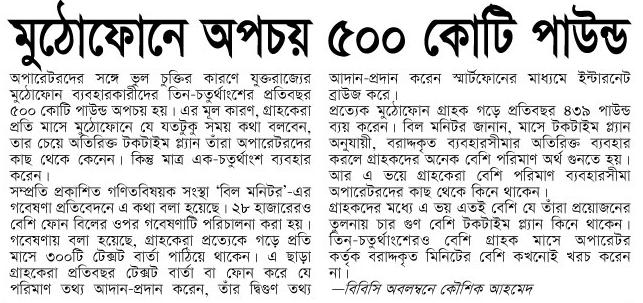 মুঠোফোনে অপচয় ৫০০ কোটি পাউন্ড
অপারেটরদের সঙ্গে ভুল চুক্তির কারণে যুক্তরাজ্যের
মুঠোফোন ব্যবহারকারীদের তিন-চতুর্থাংশের প্রতিবছর
৫০০ কোটি পাউন্ড অপচয় হয়। এর মূল কারণ, গ্রাহকেরা
প্রতি মাসে মুঠোফোনে যে যতটুকু সময় কথা বলবেন,
তার চেয়ে অতিরিক্ত টকটাইম প্ল্যান তাঁরা অপারেটরদের
কাছ থেকে কেনেন। কিন্তু মাত্র এক-চতুর্থাংশ ব্যবহার
করেন।
সম্প্রতি প্রকাশিত গণিতবিষয়ক সংস্থা ‘বিল মনিটর’-এর
গবেষণা প্রতিবেদনে এ কথা বলা হয়েছে। ২৮ হাজারেরও
বেশি ফোন বিলের ওপর গবেষণাটি পরিচালনা করা হয়।
গবেষণায় বলা হয়েছে, গ্রাহকেরা প্রত্যেকে গড়ে প্রতি
মাসে ৩০০টি টেক্সট বার্তা পাঠিয়ে থাকেন। এ ছাড়া
গ্রাহকেরা প্রতিবছর টেক্সট বার্তা বা ফোন করে যে
পরিমাণ তথ্য আদান-প্রদান করেন, তাঁর দ্বিগুণ তথ্য
আদান-প্রদান করেন স্মার্টফোনের মাধ্যমে ইন্টারনেট
ব্রাউজ করে।
প্রত্যেক মুঠোফোন গ্রাহক গড়ে প্রতিবছর ৪৩৯ পাউন্ড
ব্যয় করেন। বিল মনিটর জানান, মাসে টকটাইম প্ল্যান
অনুযায়ী, বরাদ্দকৃত ব্যবহারসীমার অতিরিক্ত ব্যবহার
করলে গ্রাহকদের অনেক বেশি পরিমাণ অর্থ গুনতে হয়।
আর এ ভয়ে গ্রাহকেরা বেশি পরিমাণ ব্যবহারসীমা
অপারেটরদের কাছ থেকে কিনে থাকেন।
গ্রাহকদের মধ্যে এ ভয় এতই বেশি যে তাঁরা প্রয়োজনের
তুলনায় চার গুণ বেশি টকটাইম প্ল্যান কিনে থাকেন।
তিন-চতুর্থাংশেরও বেশি গ্রাহক মাসে অপারেটর
কর্তৃক বরাদ্দকৃত মিনিটের বেশি কখনোই খরচ করেন
না।
—বিবিসি অবলম্বনে কৌশিক আহমেদ